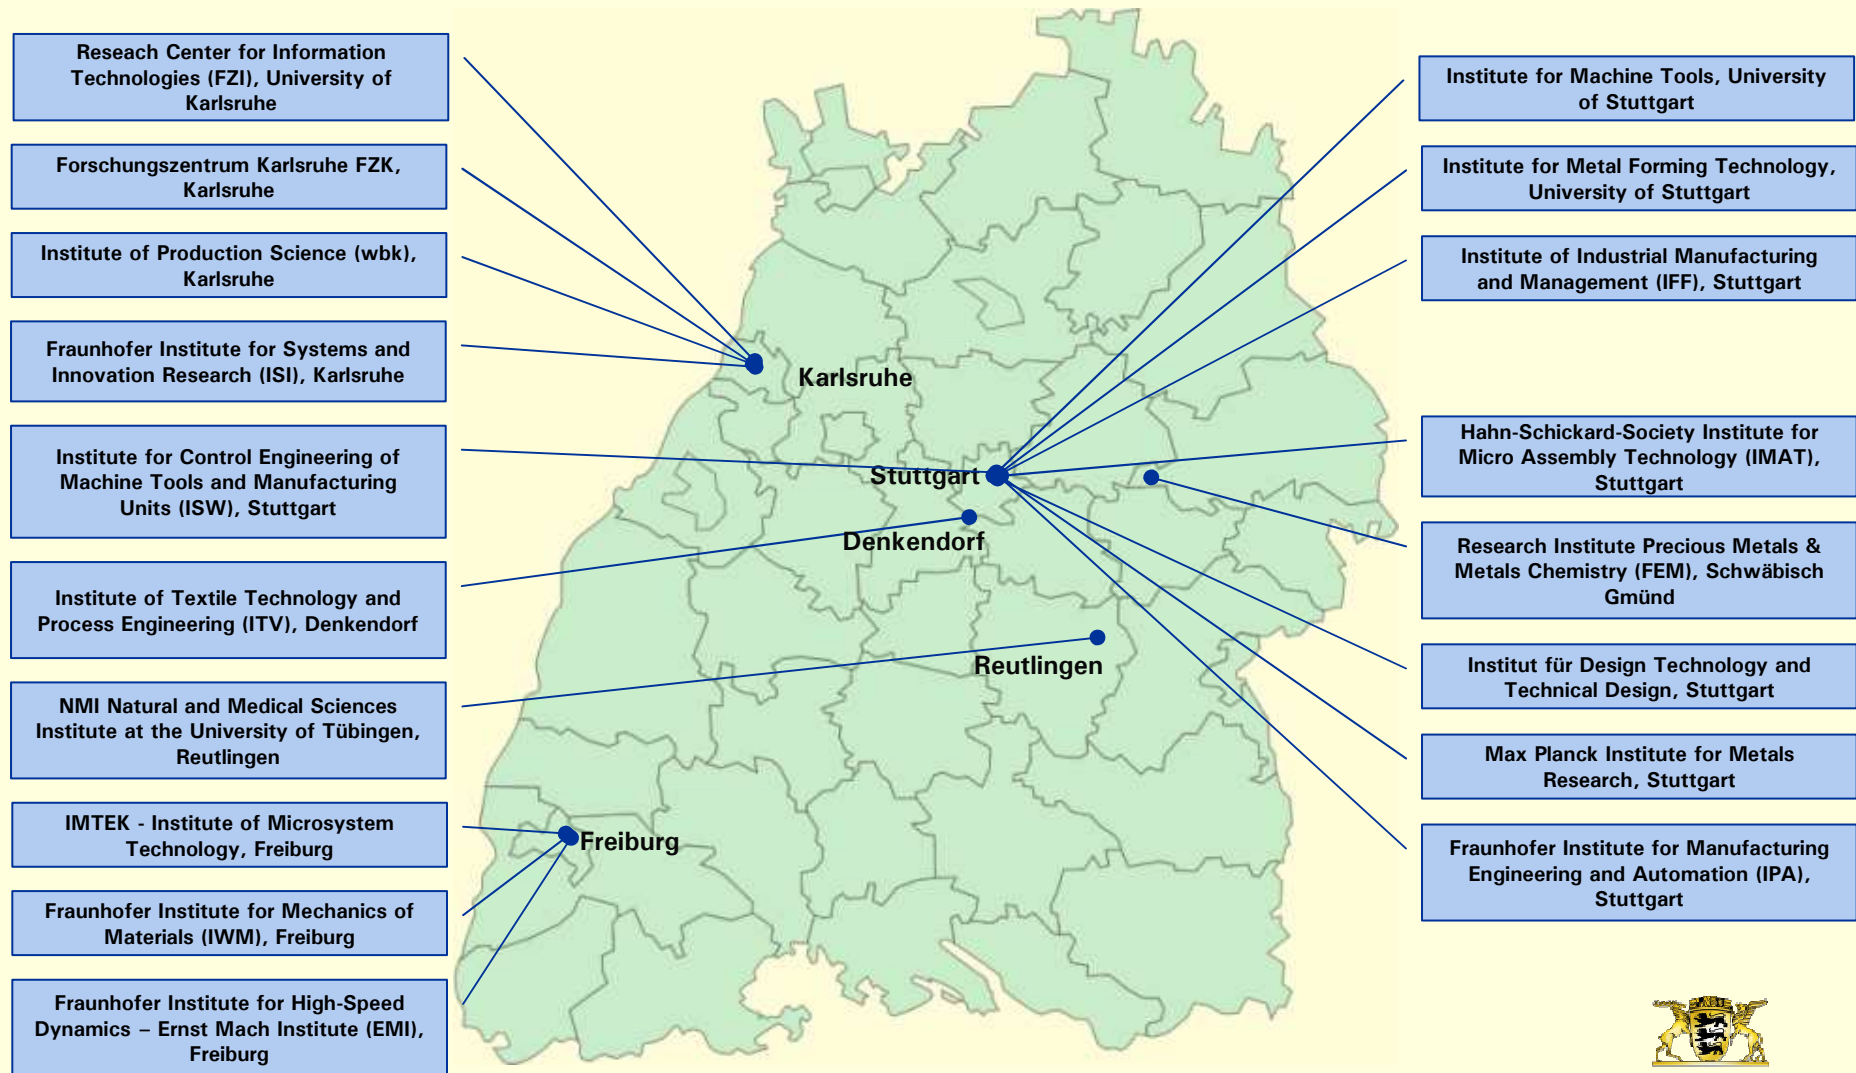 Reseach Center for Information
Technologies (FZI), University of
Karlsruhe
Forschungszentrum Karlsruhe FZK,
Karlsruhe
Institute of Production Science (wbk),
Karlsruhe
Fraunhofer Institute for Systems and
Innovation Research (ISI), Karlsruhe
Institute for Control Engineering of
Machine Tools and Manufacturing
Units (ISW), Stuttgart
Institute of Textile Technology and
Process Engineering (ITV), Denkendorf
NMI Natural and Medical Sciences
Institute at the University of Tübingen,
Reutlingen
IMTEK - Institute of Microsystem
Technology, Freiburg
Fraunhofer Institute for Mechanics of
Materials (IWM), Freiburg
Fraunhofer Institute for High-Speed
Dynamics – Ernst Mach Institute (EMI),
Freiburg
Karlsruhe
Stuttgart
Denkendorf
Reutlingen
Freiburg
Institute for Machine Tools, University
of Stuttgart
Institute for Metal Forming Technology,
University of Stuttgart
Institute of Industrial Manufacturing
and Management (IFF), Stuttgart
Hahn-Schickard-Society Institute for
Micro Assembly Technology (IMAT),
Stuttgart
Research Institute Precious Metals &
Metals Chemistry (FEM), Schwäbisch
Gmünd
Institut für Design Technology and
Technical Design, Stuttgart
Max Planck Institute for Metals
Research, Stuttgart
Fraunhofer Institute for Manufacturing
Engineering and Automation (IPA),
Stuttgart